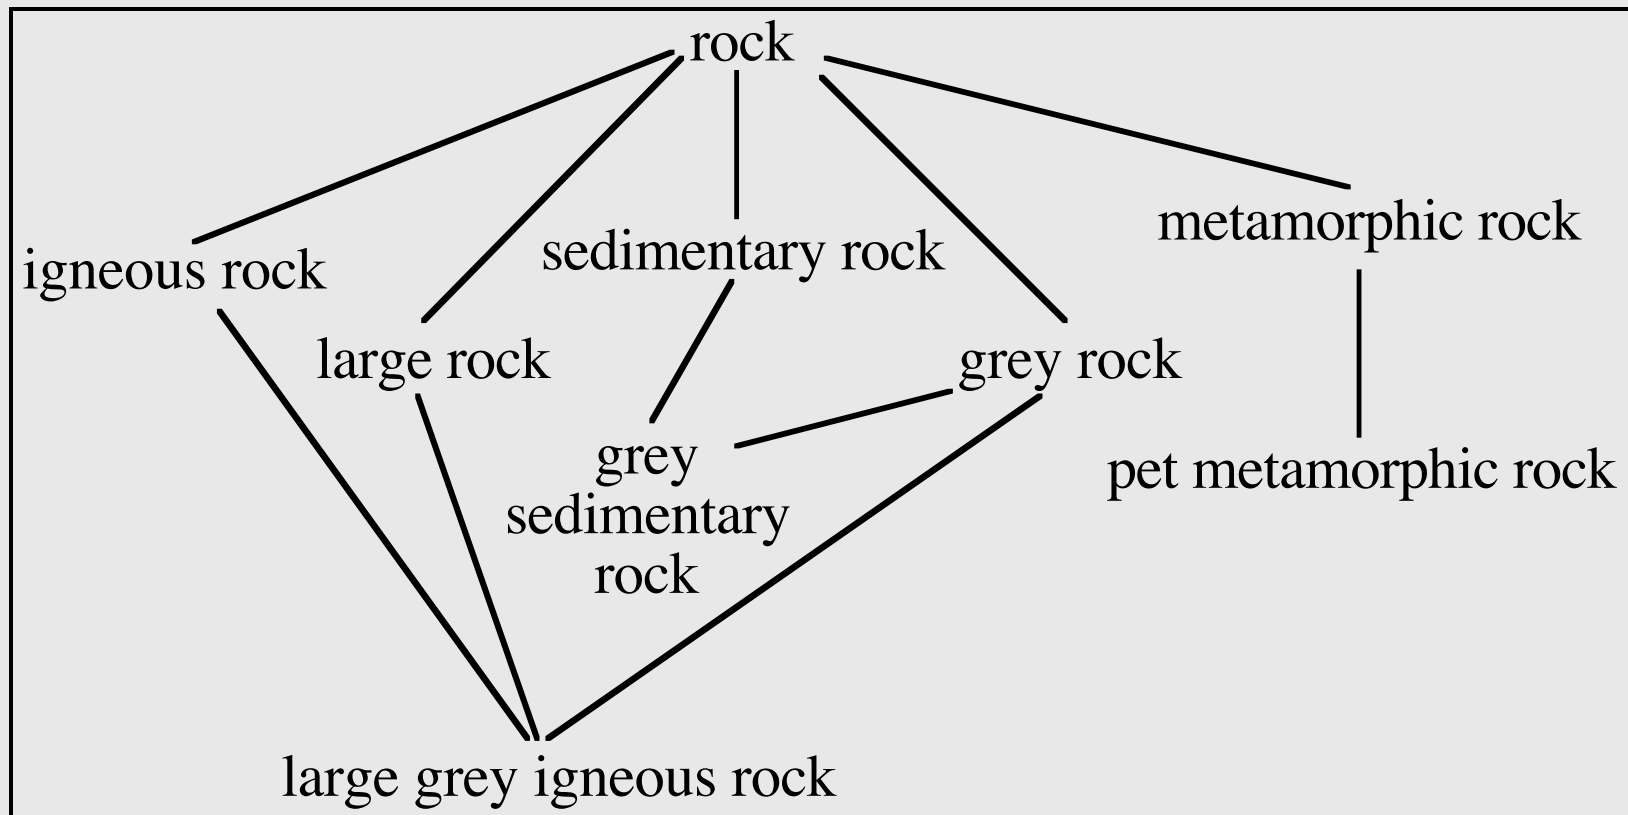 rock
igneous rock
sedimentary rock
metamorphic rock
large rock
grey rock
grey
sedimentary
rock
pet metamorphic rock
large grey igneous rock